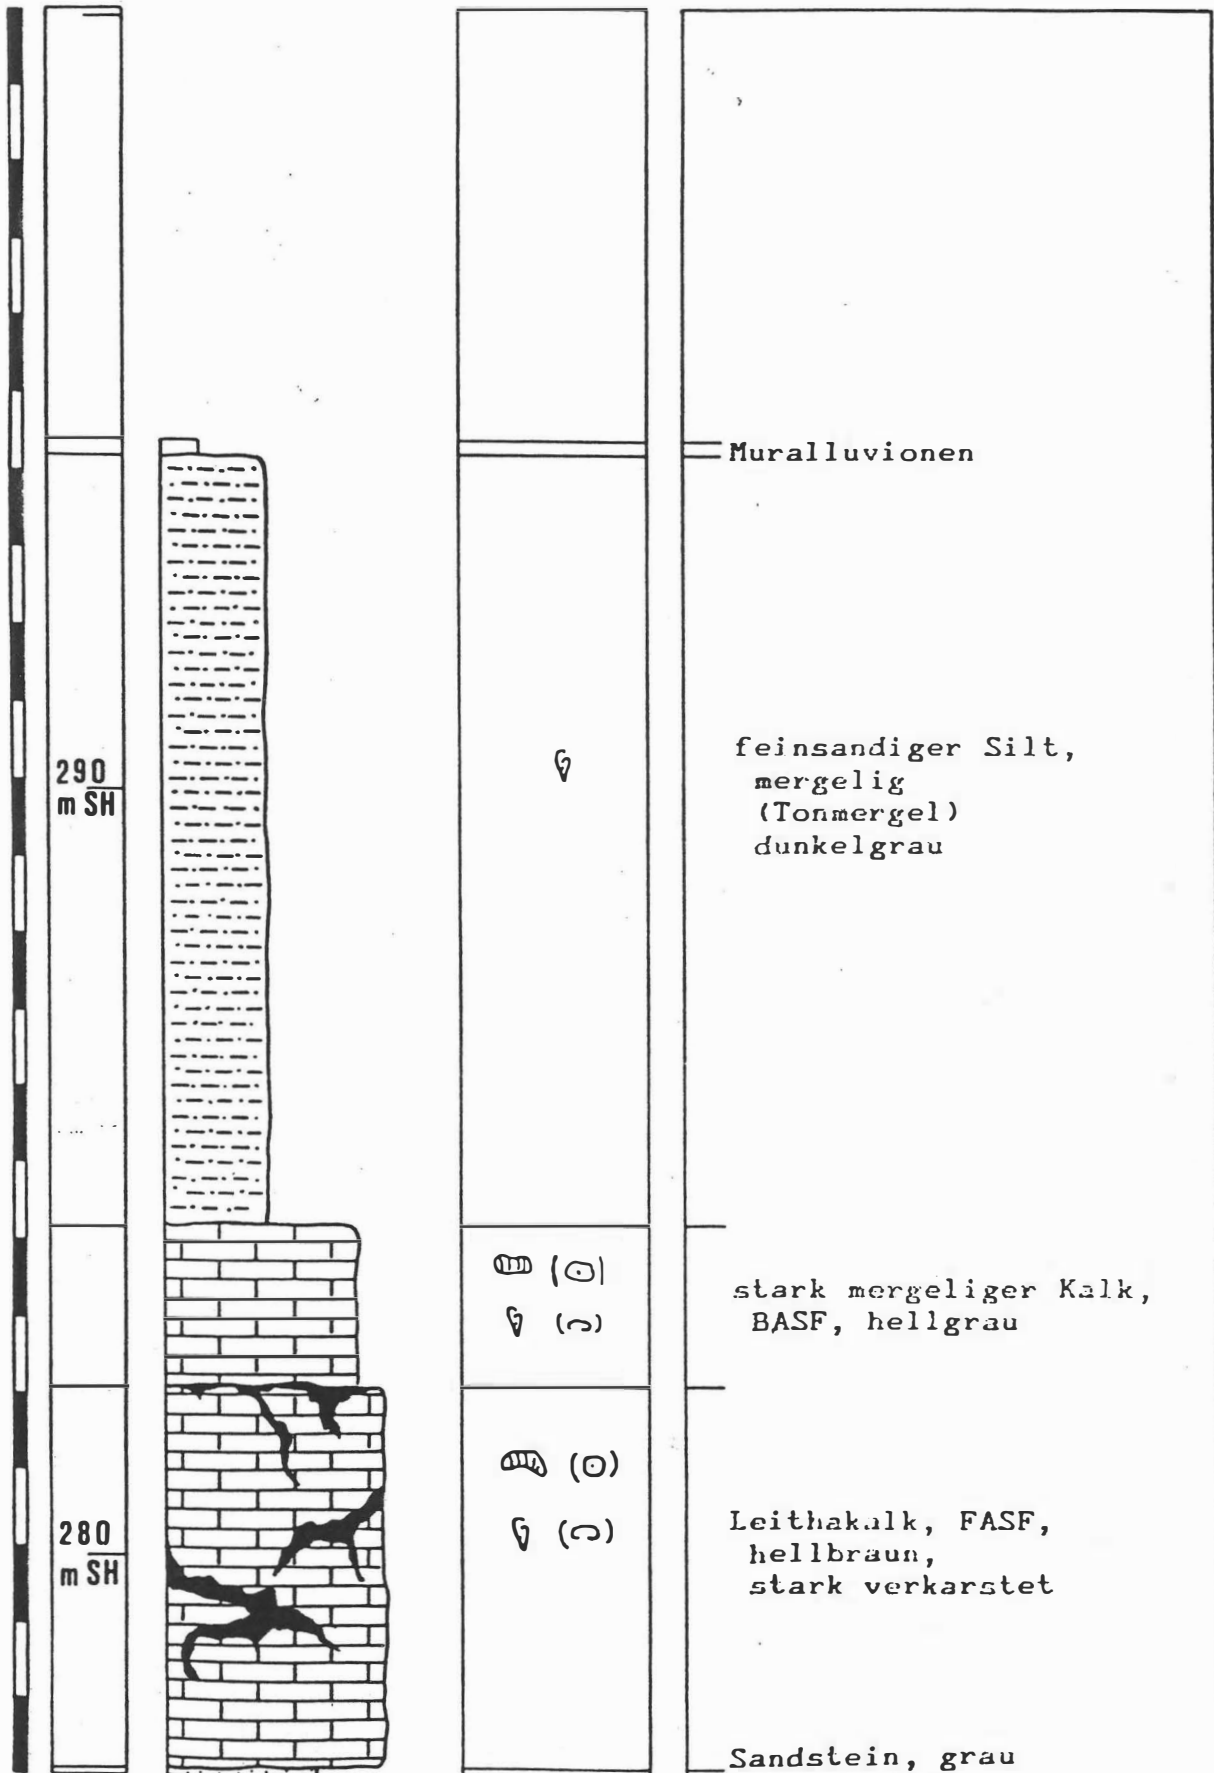 Muralluvionen
290
m SH
feinsandiger Silt,
mergelig
(Tonmergel)
dunkelgrau
stark mergeliger Kalk,
BASF, hellgrau
280
m SH
Leithakalk, FASF,
hellbraun,
stark verkarstet
Sandstein, grau